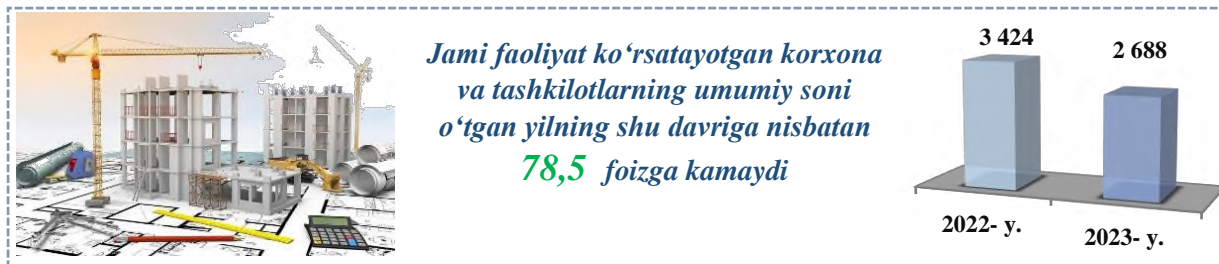 Jami faoliyat ko‘rsatayotgan korxona
va tashkilotlarning umumiy soni
o‘tgan yilning shu davriga nisbatan
78,5 foizga kamaydi
3 424
2 688
2022- y.
2023- y.